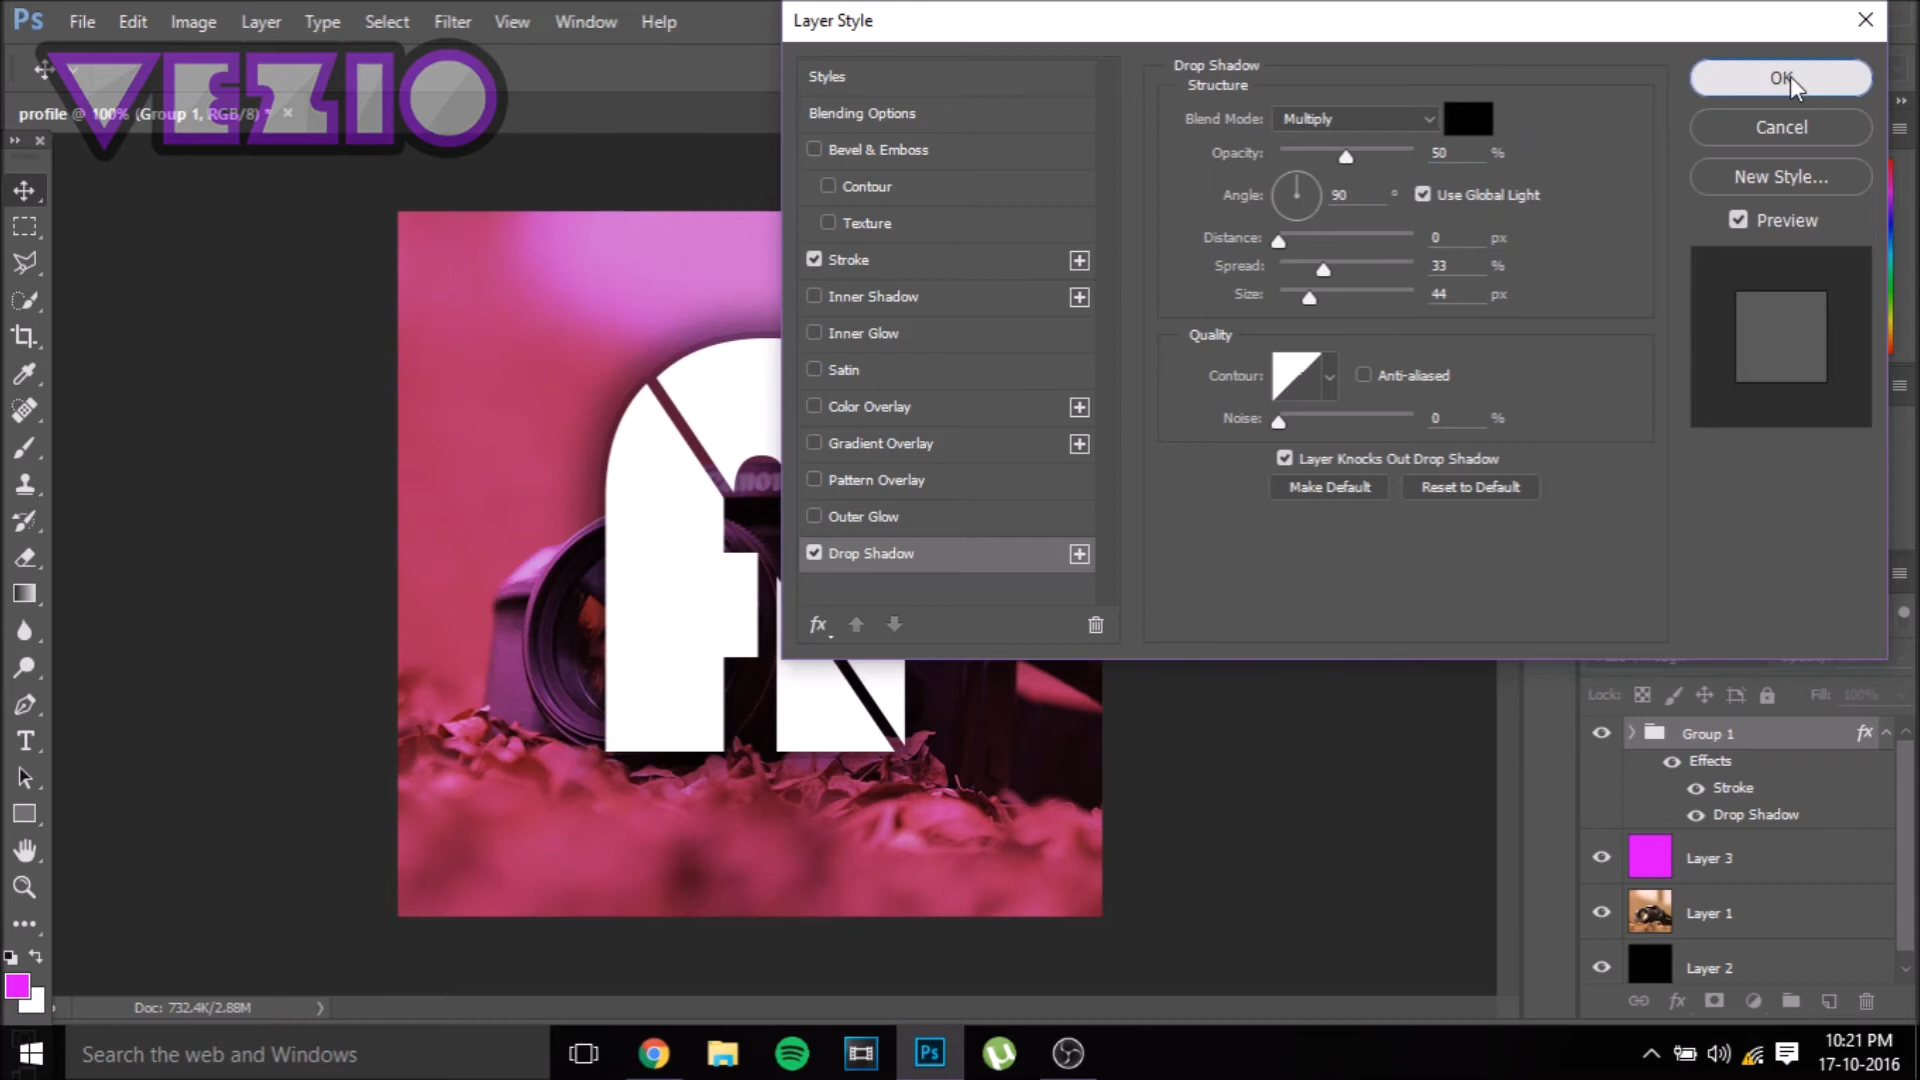 Ps File Edit Image Layer Type Select Filter View Window Help
VEZIO
profile @ 100% (Group 1, RGB/8) *
Layer Style
Styles
Blending Options
Bevel & Emboss
Contour
Texture
Stroke
Inner Shadow
Inner Glow
Satin
Color Overlay
Gradient Overlay
Pattern Overlay
Outer Glow
Drop Shadow
fx
Drop Shadow
Structure
Blend Mode: Multiply
Opacity: 50 %
Angle: 90 ° Use Global Light
Distance: 0 px
Spread: 33 %
Size: 44 px
Quality
Contour: Anti-aliased
Noise: 0 %
Layer Knocks Out Drop Shadow
Make Default Reset to Default
OK
Cancel
New Style...
Preview
Lock: Fill: 100%
Group 1 fx
Effects
Stroke
Drop Shadow
Layer 3
Layer 1
Layer 2
fx
Doc: 732.4K/2.88M
Search the web and Windows
Ps
10:21 PM
17-10-2016